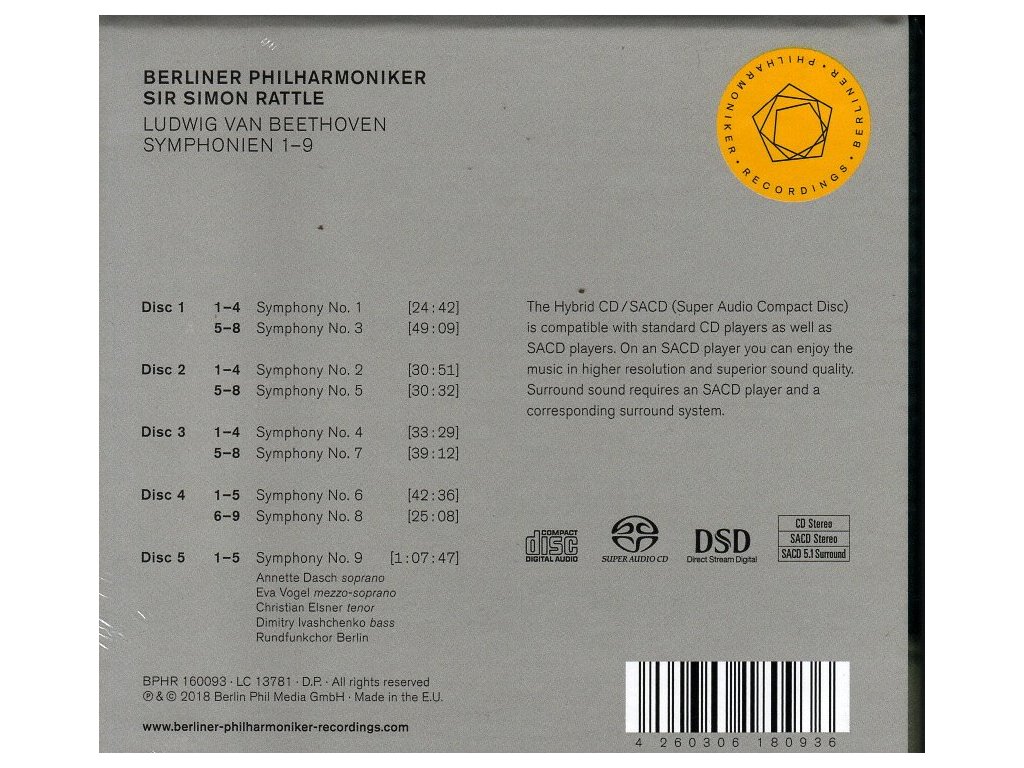 BERLINER PHILHARMONIKER
SIR SIMON RATTLE
LUDWIG VAN BEETHOVEN
SYMPHONIEN 1–9
BERLINER PHILHARMONIKER • RECORDINGS •
Disc 1 1–4 Symphony No. 1 [24:42]
5–8 Symphony No. 3 [49:09]
Disc 2 1–4 Symphony No. 2 [30:51]
5–8 Symphony No. 5 [30:32]
Disc 3 1–4 Symphony No. 4 [33:29]
5–8 Symphony No. 7 [39:12]
Disc 4 1–5 Symphony No. 6 [42:36]
6–9 Symphony No. 8 [25:08]
Disc 5 1–5 Symphony No. 9 [1:07:47]
Annette Dasch soprano
Eva Vogel mezzo-soprano
Christian Elsner tenor
Dimitry Ivashchenko bass
Rundfunkchor Berlin
The Hybrid CD/SACD (Super Audio Compact Disc)
is compatible with standard CD players as well as
SACD players. On an SACD player you can enjoy the
music in higher resolution and superior sound quality.
Surround sound requires an SACD player and a
corresponding surround system.
COMPACT
disc
DIGITAL AUDIO
SUPER AUDIO CD
DSD
Direct Stream Digital
CD Stereo
SACD Stereo
SACD 5.1 Surround
BPHR 160093 · LC 13781 · D.P. · All rights reserved
℗ & © 2018 Berlin Phil Media GmbH · Made in the E.U.
www.berliner-philharmoniker-recordings.com
4 260306 180936